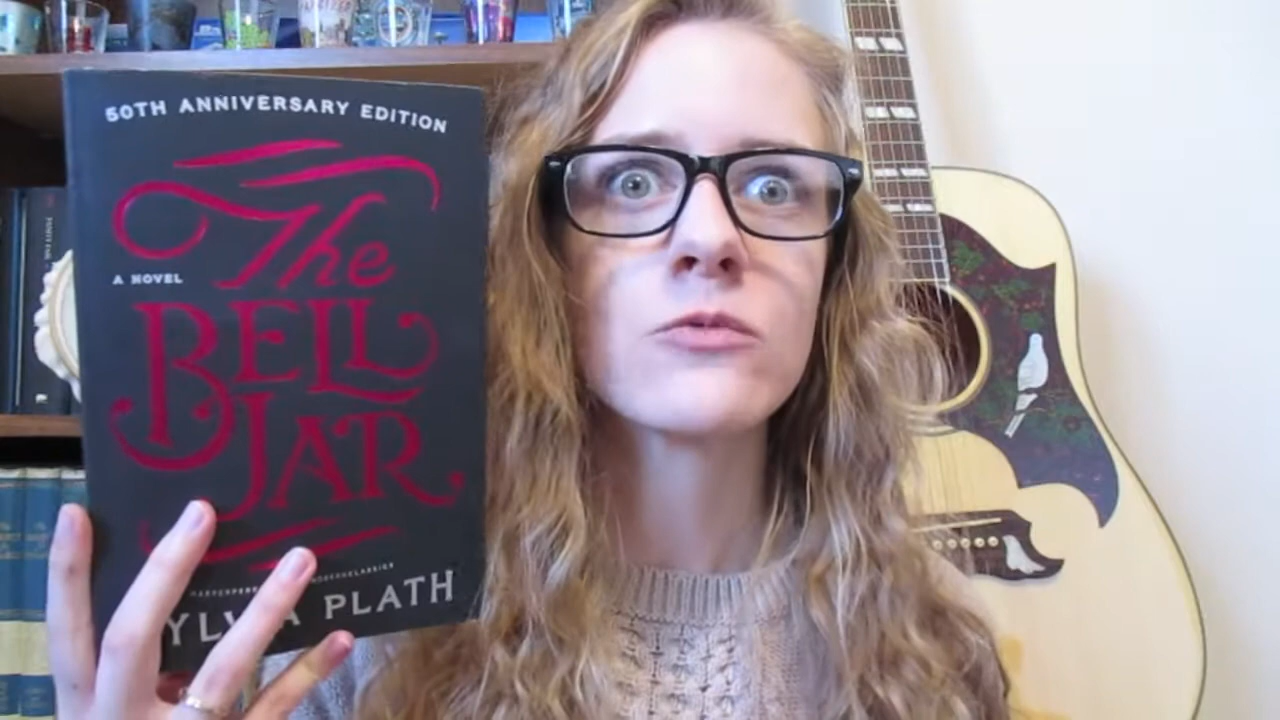 50TH ANNIVERSARY EDITION
The
A NOVEL
BELL
JAR
PLATH